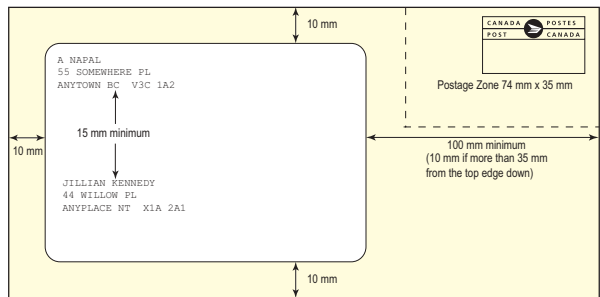 10 mm
CANADA POSTES
POST CANADA
Postage Zone 74 mm x 35 mm
A NAPAL
55 SOMEWHERE PL
ANYTOWN BC V3C 1A2
15 mm minimum
10 mm
100 mm minimum
(10 mm if more than 35 mm
from the top edge down)
JILLIAN KENNEDY
44 WILLOW PL
ANYPLACE NT X1A 2A1
10 mm